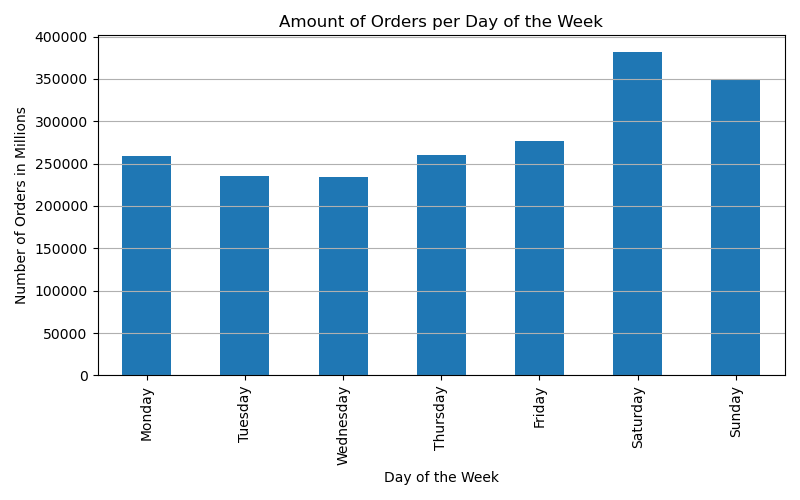 Amount of Orders per Day of the Week
Number of Orders in Millions
400000
350000
300000
250000
200000
150000
100000
50000
0
Monday
Tuesday
Wednesday
Thursday
Friday
Saturday
Sunday
Day of the Week